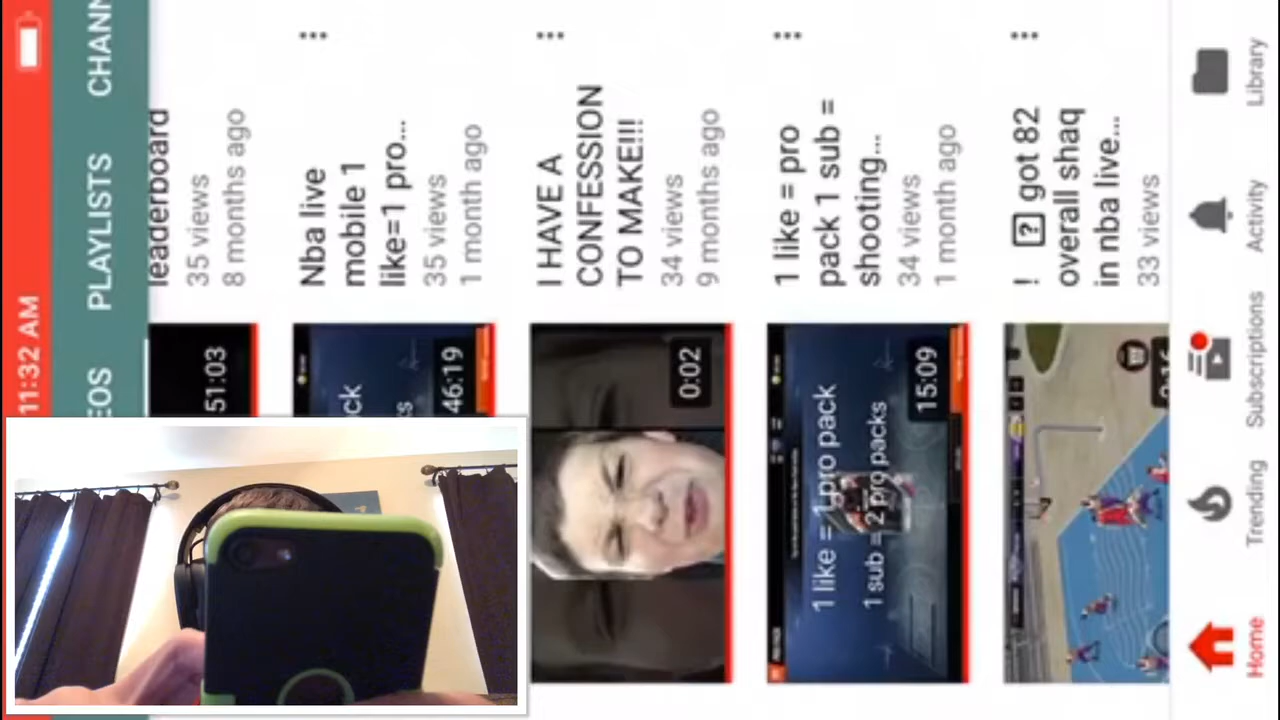 11:32 AM
EOS
PLAYLISTS
CHANN
leaderboard
35 views
8 months ago
51:03
Nba live
mobile 1
like=1 pro...
35 views
1 month ago
46:19
I HAVE A
CONFESSION
TO MAKE!!!
34 views
9 months ago
0:02
1 like = pro
pack 1 sub =
shooting...
34 views
1 month ago
1 like = 1 pro pack
1 sub = 2 pro packs
15:09
! ? got 82
overall shaq
in nba live...
33 views
Home
Trending
Subscriptions
Activity
Library